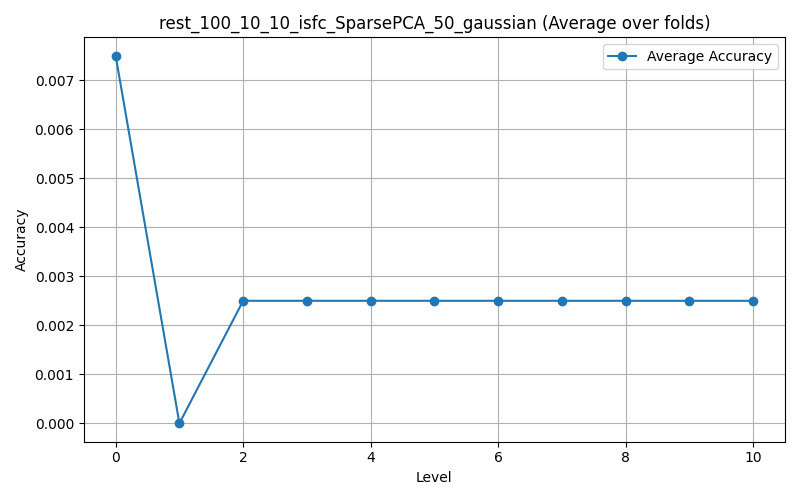 rest_100_10_10_isfc_SparsePCA_50_gaussian (Average over folds)
Average Accuracy
0.007
0.006
0.005
0.004
0.003
0.002
0.001
0.000
Accuracy
0 2 4 6 8 10
Level